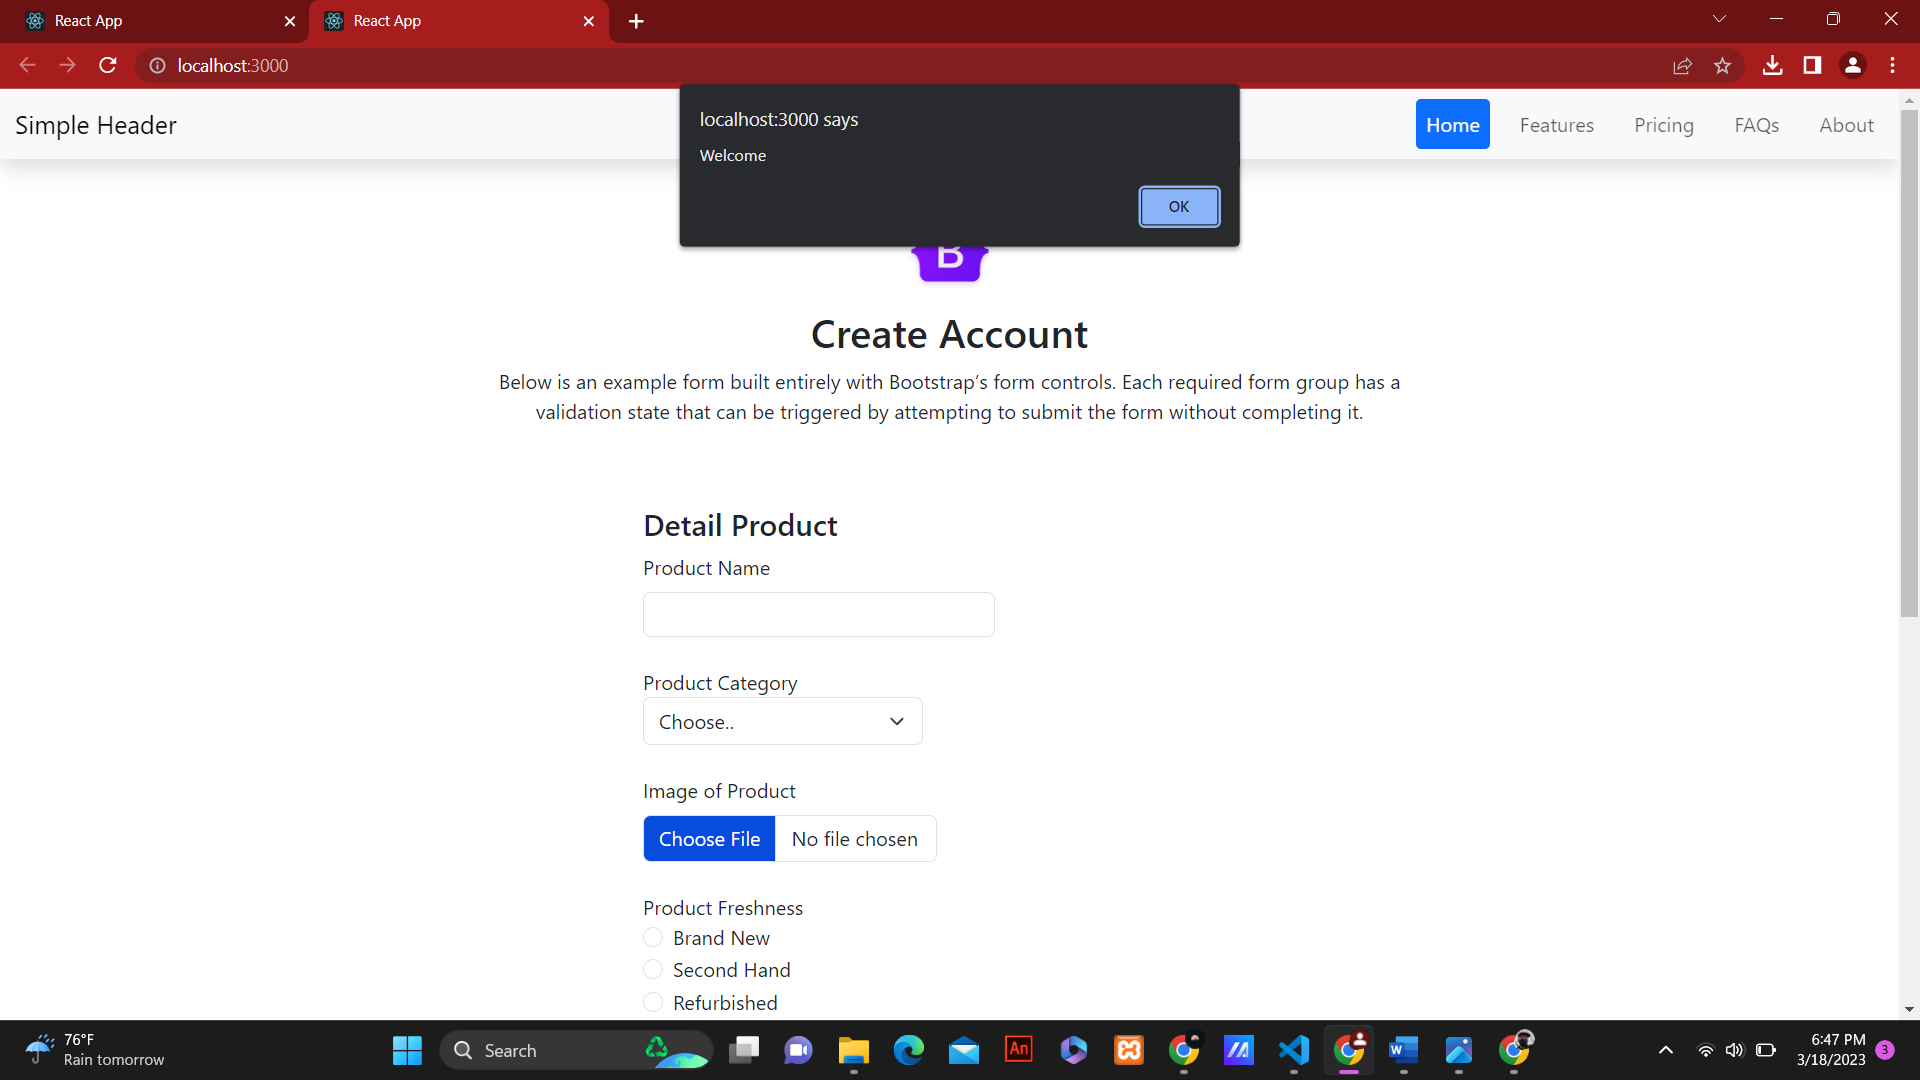 React App
React App
localhost:3000
Simple Header
localhost:3000 says
Welcome
OK
Home
Features
Pricing
FAQs
About
B
Create Account
Below is an example form built entirely with Bootstrap’s form controls. Each required form group has a
validation state that can be triggered by attempting to submit the form without completing it.
Detail Product
Product Name
Product Category
Choose..
Image of Product
Choose File
No file chosen
Product Freshness
Brand New
Second Hand
Refurbished
76°F
Rain tomorrow
Search
An
W
6:47 PM
3/18/2023
3